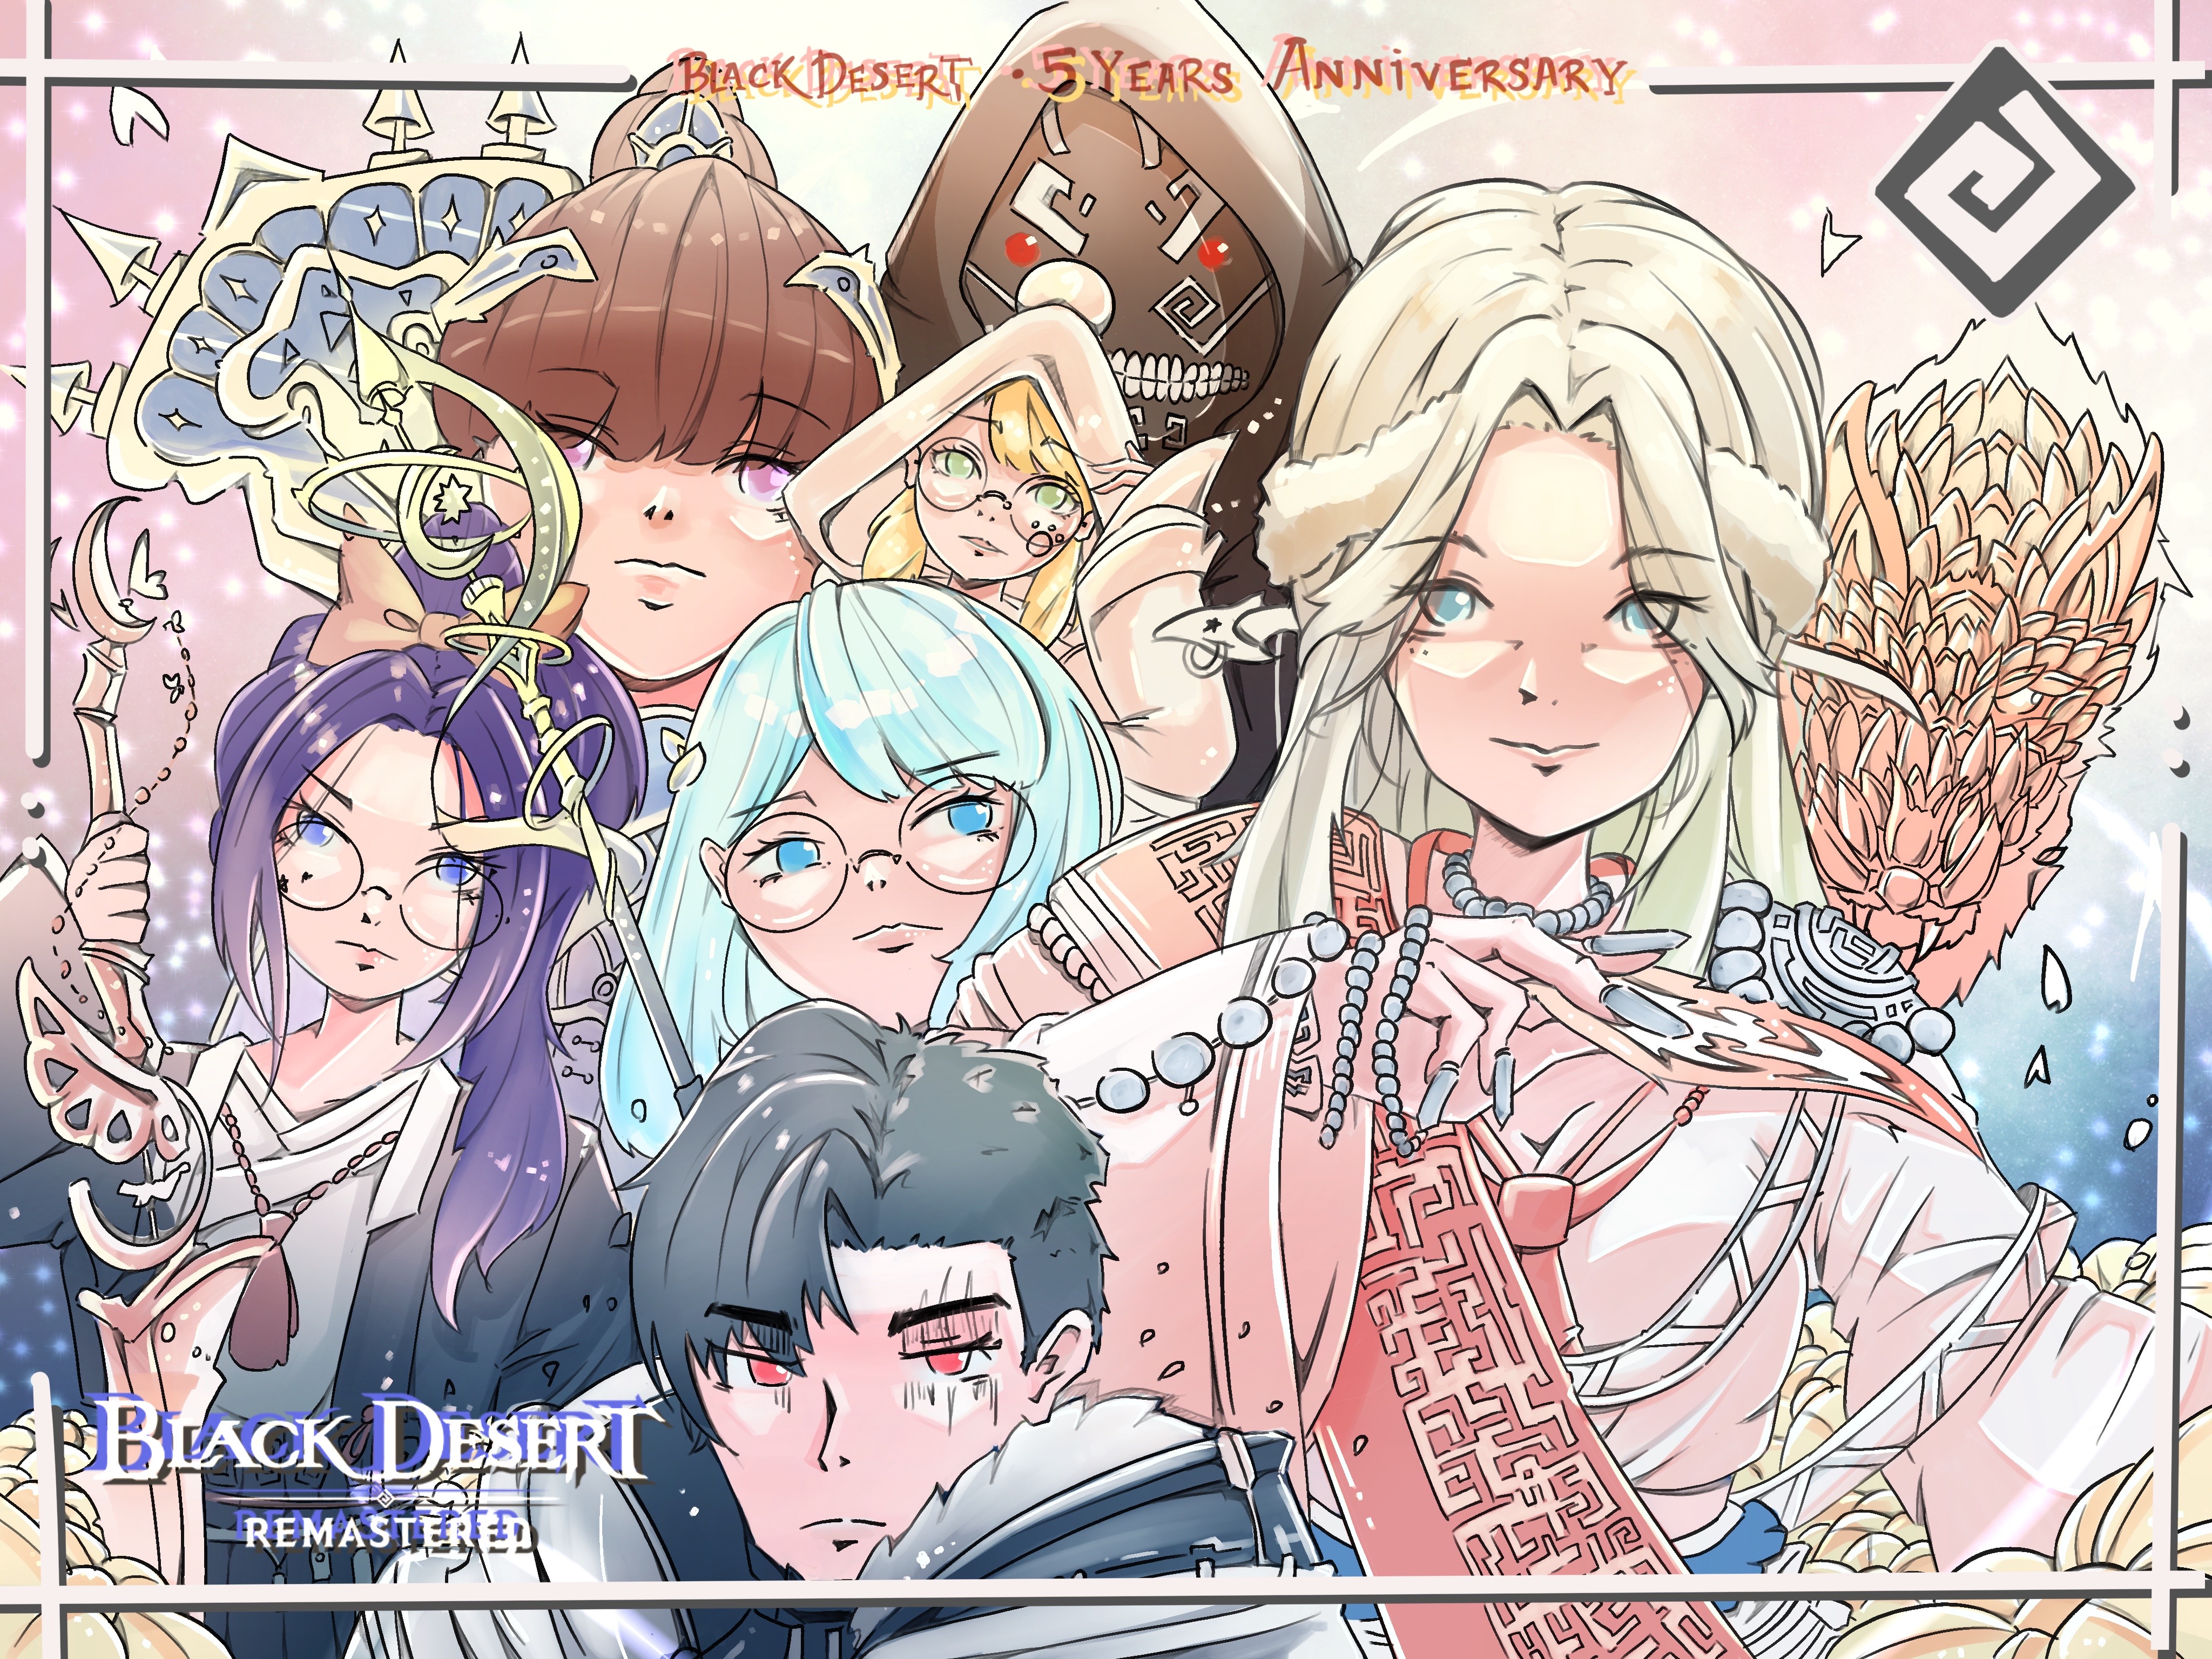 BLACK DESERT · 5 YEARS ANNIVERSARY
BLACK DESERT
REMASTERED